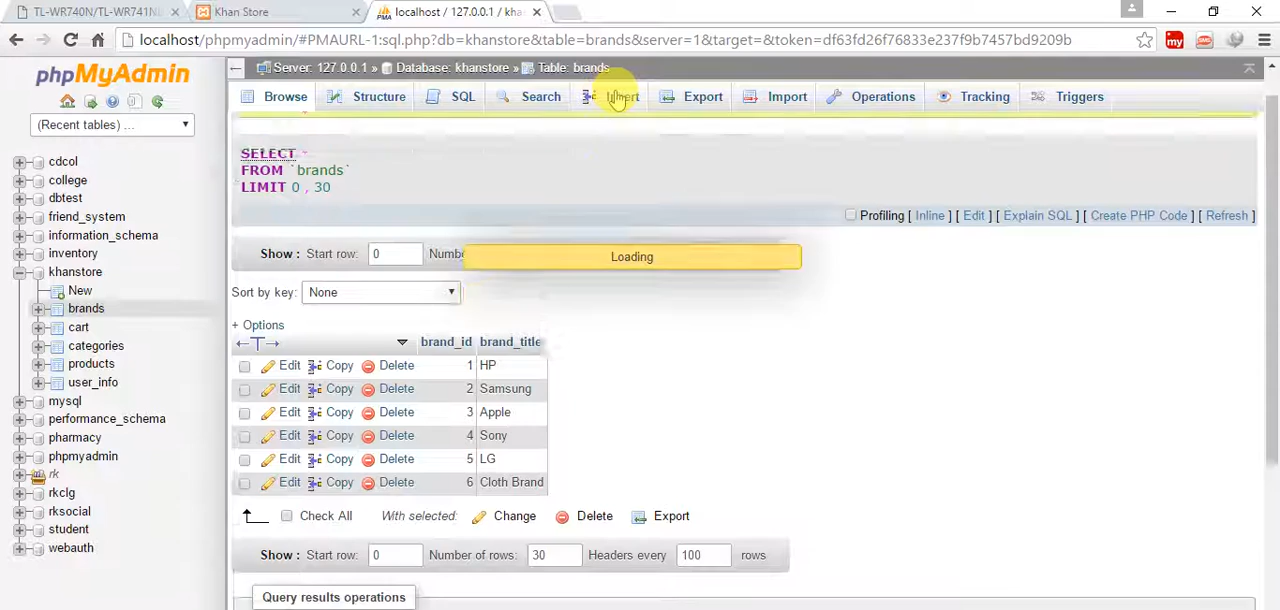 TL-WR740N/TL-WR741N
Khan Store
localhost / 127.0.0.1 / kha
localhost/phpmyadmin/#PMAURL-1:sql.php?db=khanstore&table=brands&server=1&target=&token=df63fd26f76833e237f9b7457bd9209b
phpMyAdmin
(Recent tables) ...
cdcol
college
dbtest
friend_system
information_schema
inventory
khanstore
New
brands
cart
categories
products
user_info
mysql
performance_schema
pharmacy
phpmyadmin
rk
rkclg
rksocial
student
webauth
Server: 127.0.0.1 » Database: khanstore » Table: brands
Browse Structure SQL Search Insert Export Import Operations Tracking Triggers
SELECT *
FROM `brands`
LIMIT 0 , 30
Profiling [ Inline ] [ Edit ] [ Explain SQL ] [ Create PHP Code ] [ Refresh ]
Show : Start row: 0 Numbe
Loading
Sort by key: None
+ Options
←T→ brand_id brand_title
Edit Copy Delete 1 HP
Edit Copy Delete 2 Samsung
Edit Copy Delete 3 Apple
Edit Copy Delete 4 Sony
Edit Copy Delete 5 LG
Edit Copy Delete 6 Cloth Brand
Check All With selected: Change Delete Export
Show : Start row: 0 Number of rows: 30 Headers every 100 rows
Query results operations